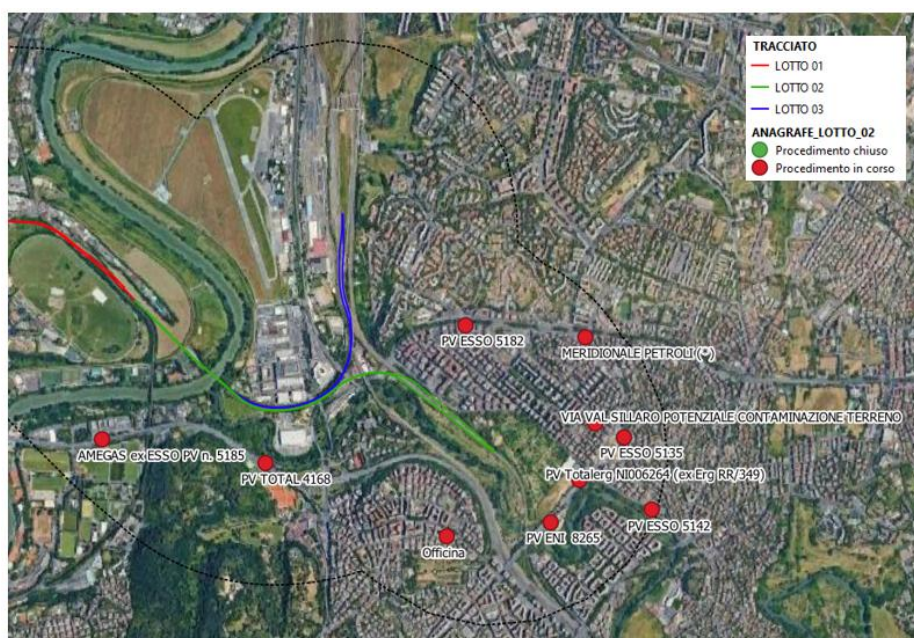 TRACCIATO
LOTTO 01
LOTTO 02
LOTTO 03
ANAGRAFE_LOTTO_02
Procedimento chiuso
Procedimento in corso
PV ESSO 5182
MERIDIONALE PETROLI (*)
VIA VAL SILLARO POTENZIALE CONTAMINAZIONE TERRENO
PV ESSO 5135
AMEGAS ex ESSO PV n. 5185
PV TOTAL 4168
PV Totalerg NI006264 (ex Erg RR/349)
PV ESSO 5142
PV ENI 8265
Officina